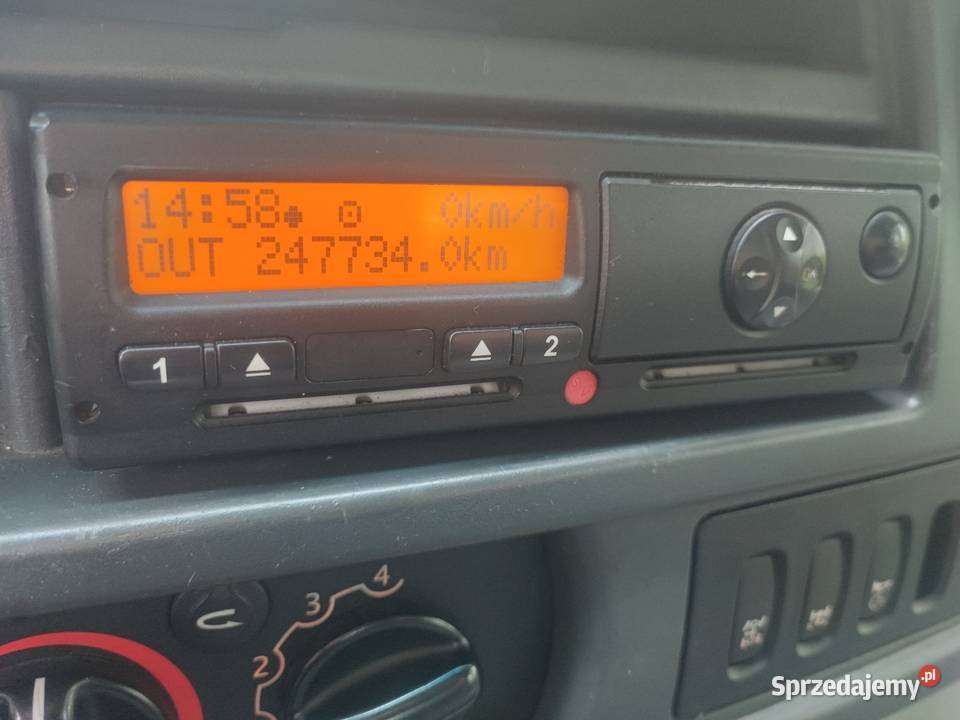 14:58 0km/h
OUT 247734.0km
1 2
4
3
2
Sprzedajemy.pl